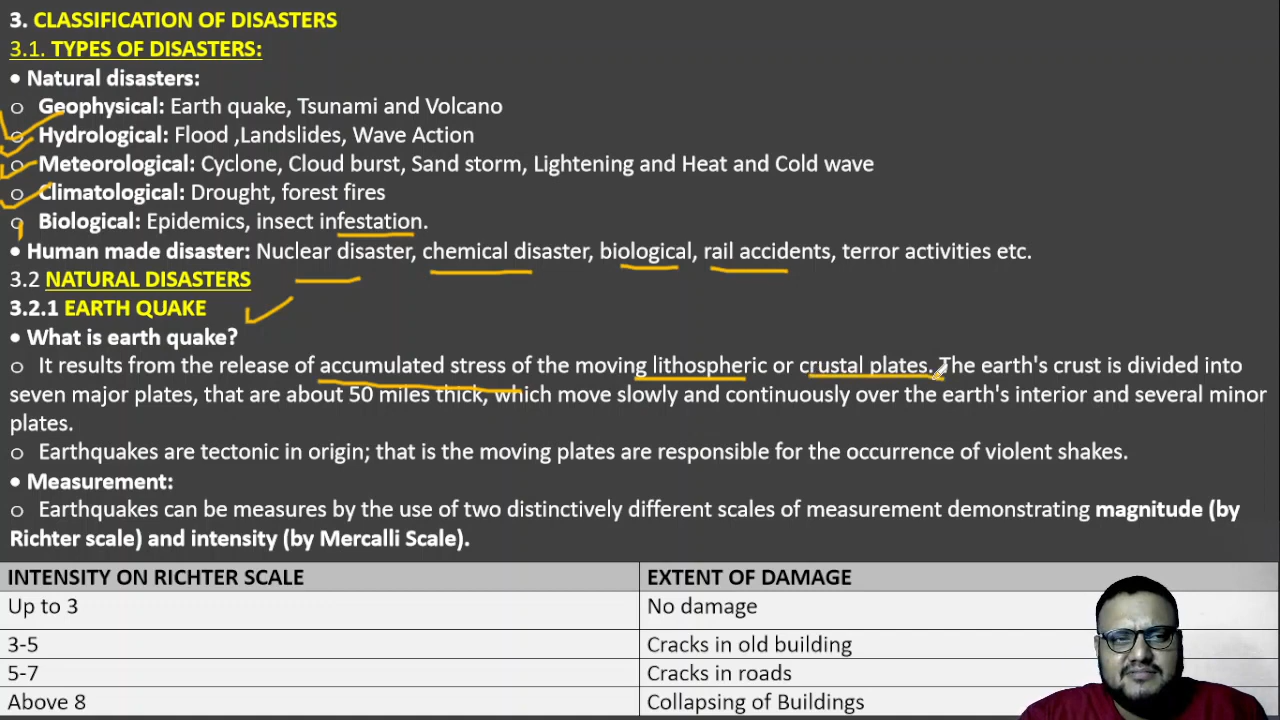 3. CLASSIFICATION OF DISASTERS
3.1. TYPES OF DISASTERS:
• Natural disasters:
o Geophysical: Earth quake, Tsunami and Volcano
o Hydrological: Flood ,Landslides, Wave Action
o Meteorological: Cyclone, Cloud burst, Sand storm, Lightening and Heat and Cold wave
o Climatological: Drought, forest fires
o Biological: Epidemics, insect infestation.
• Human made disaster: Nuclear disaster, chemical disaster, biological, rail accidents, terror activities etc.
3.2 NATURAL DISASTERS
3.2.1 EARTH QUAKE
• What is earth quake?
o It results from the release of accumulated stress of the moving lithospheric or crustal plates. The earth's crust is divided into
seven major plates, that are about 50 miles thick, which move slowly and continuously over the earth's interior and several minor
plates.
o Earthquakes are tectonic in origin; that is the moving plates are responsible for the occurrence of violent shakes.
• Measurement:
o Earthquakes can be measures by the use of two distinctively different scales of measurement demonstrating magnitude (by
Richter scale) and intensity (by Mercalli Scale).
INTENSITY ON RICHTER SCALE EXTENT OF DAMAGE
Up to 3 No damage
3-5 Cracks in old building
5-7 Cracks in roads
Above 8 Collapsing of Buildings